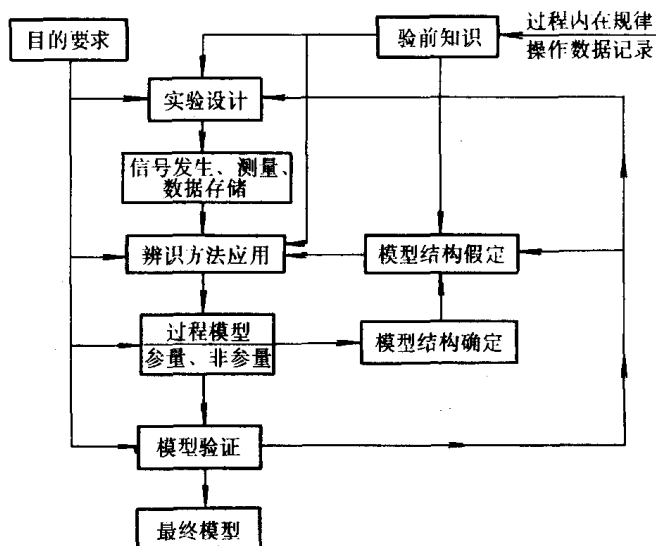 目的要求
验前知识
过程内在规律
操作数据记录
实验设计
信号发生、测量、
数据存储
辨识方法应用
模型结构假定
过程模型
参量、非参量
模型结构确定
模型验证
最终模型